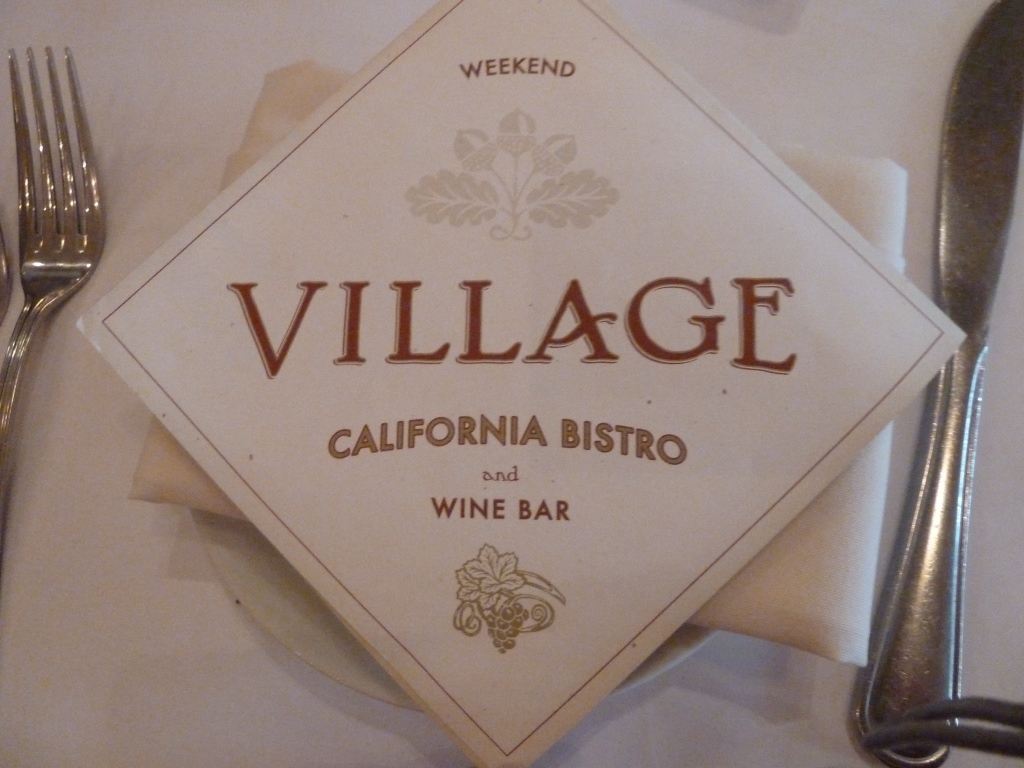 WEEKEND
VILLAGE
CALIFORNIA BISTRO
and
WINE BAR